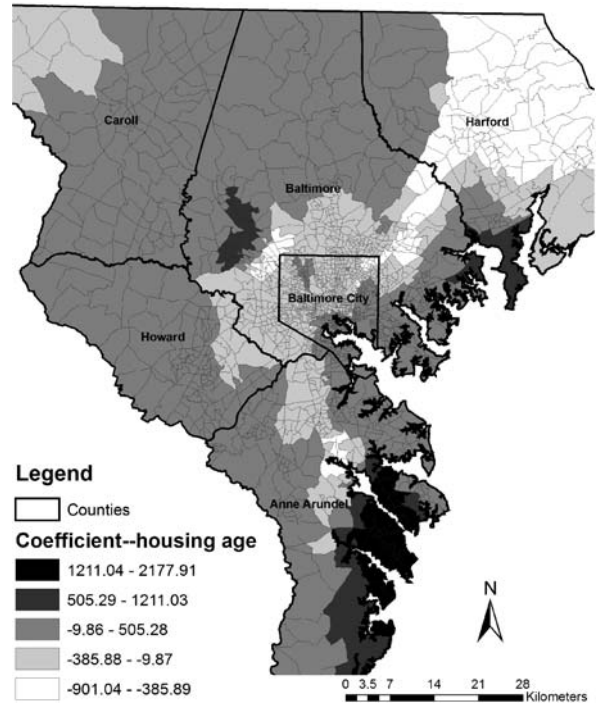 Caroll
Harford
Baltimore
Baltimore City
Howard
Anne Arundel
Legend
Counties
Coefficient--housing age
1211.04 - 2177.91
505.29 - 1211.03
-9.86 - 505.28
-385.88 - -9.87
-901.04 - -385.89
N
0 3.5 7 14 21 28
Kilometers